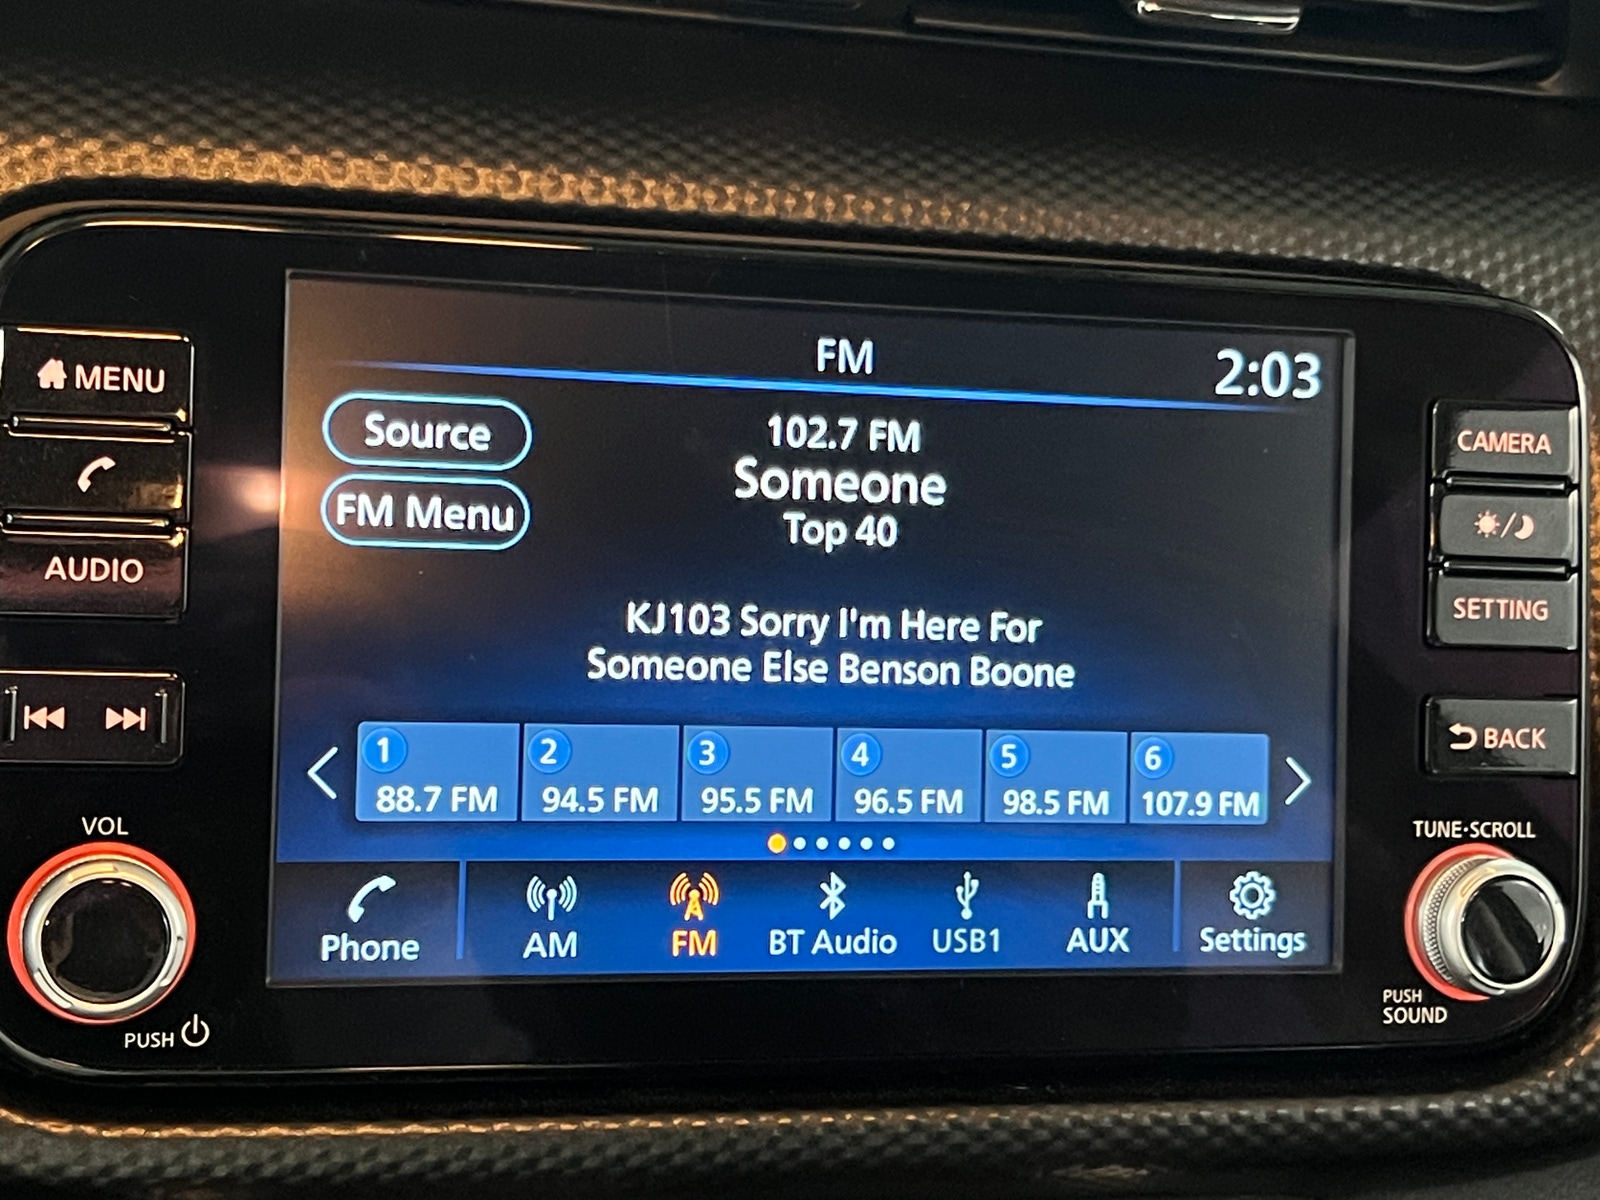 MENU
AUDIO
VOL
PUSH
FM
2:03
Source
FM Menu
102.7 FM
Someone
Top 40
KJ103 Sorry I'm Here For
Someone Else Benson Boone
1
88.7 FM
2
94.5 FM
3
95.5 FM
4
96.5 FM
5
98.5 FM
6
107.9 FM
Phone
AM
FM
BT Audio
USB1
AUX
Settings
CAMERA
SETTING
BACK
TUNE·SCROLL
PUSH
SOUND